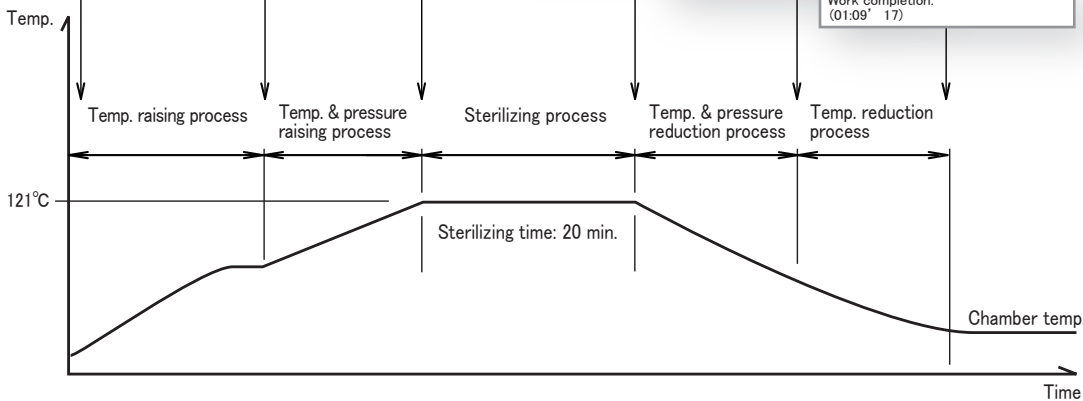 Work completion.
(01:09' 17)
Temp.
Temp. raising process
Temp. & pressure
raising process
Sterilizing process
Temp. & pressure
reduction process
Temp. reduction
process
121°C
Sterilizing time: 20 min.
Chamber temp
Time